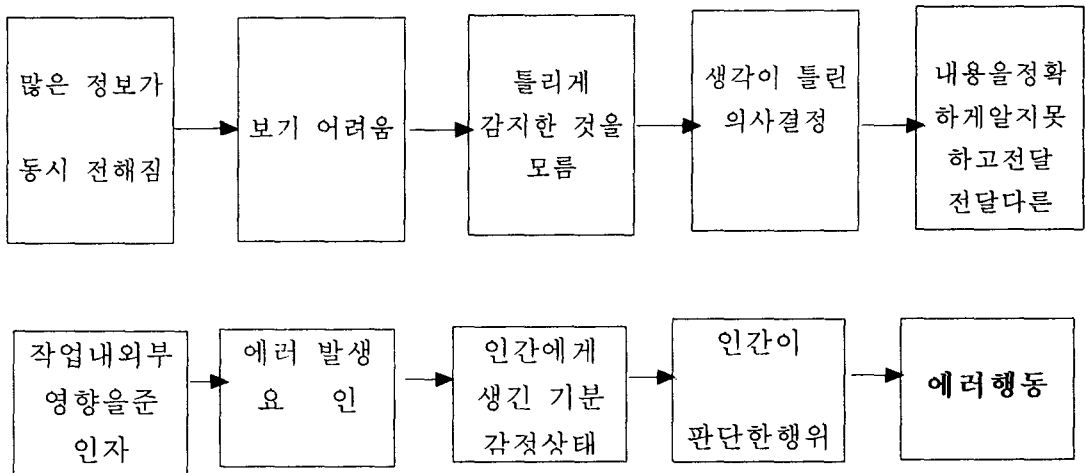 많은 정보가
동시 전해짐
보기 어려움
틀리게
감지한 것을
모름
생각이 틀린
의사결정
내용을정확
하게알지못
하고전달
전달다른
작업내외부
영향을준
인자
에러 발생
요 인
인간에게
생긴 기분
감정상태
인간이
판단한행위
에러행동